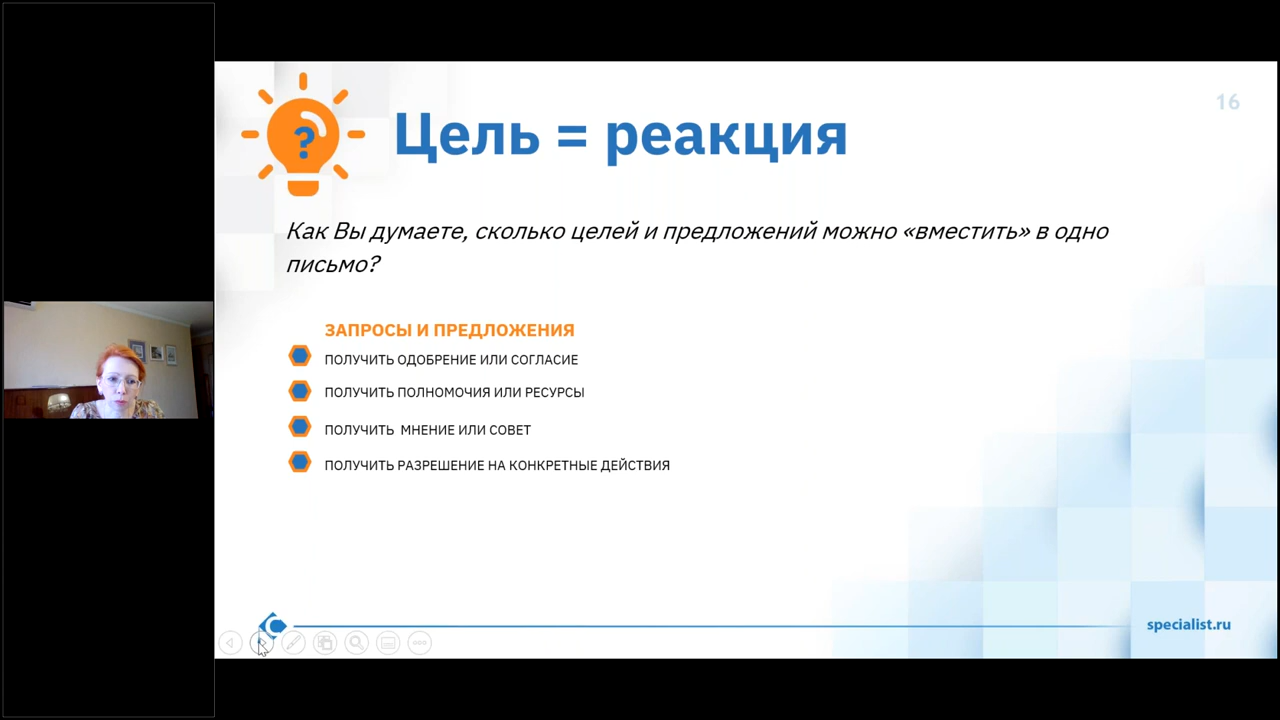 16
?
Цель = реакция
Как Вы думаете, сколько целей и предложений можно «вместить» в одно
письмо?
ЗАПРОСЫ И ПРЕДЛОЖЕНИЯ
ПОЛУЧИТЬ ОДОБРЕНИЕ ИЛИ СОГЛАСИЕ
ПОЛУЧИТЬ ПОЛНОМОЧИЯ ИЛИ РЕСУРСЫ
ПОЛУЧИТЬ МНЕНИЕ ИЛИ СОВЕТ
ПОЛУЧИТЬ РАЗРЕШЕНИЕ НА КОНКРЕТНЫЕ ДЕЙСТВИЯ
specialist.ru